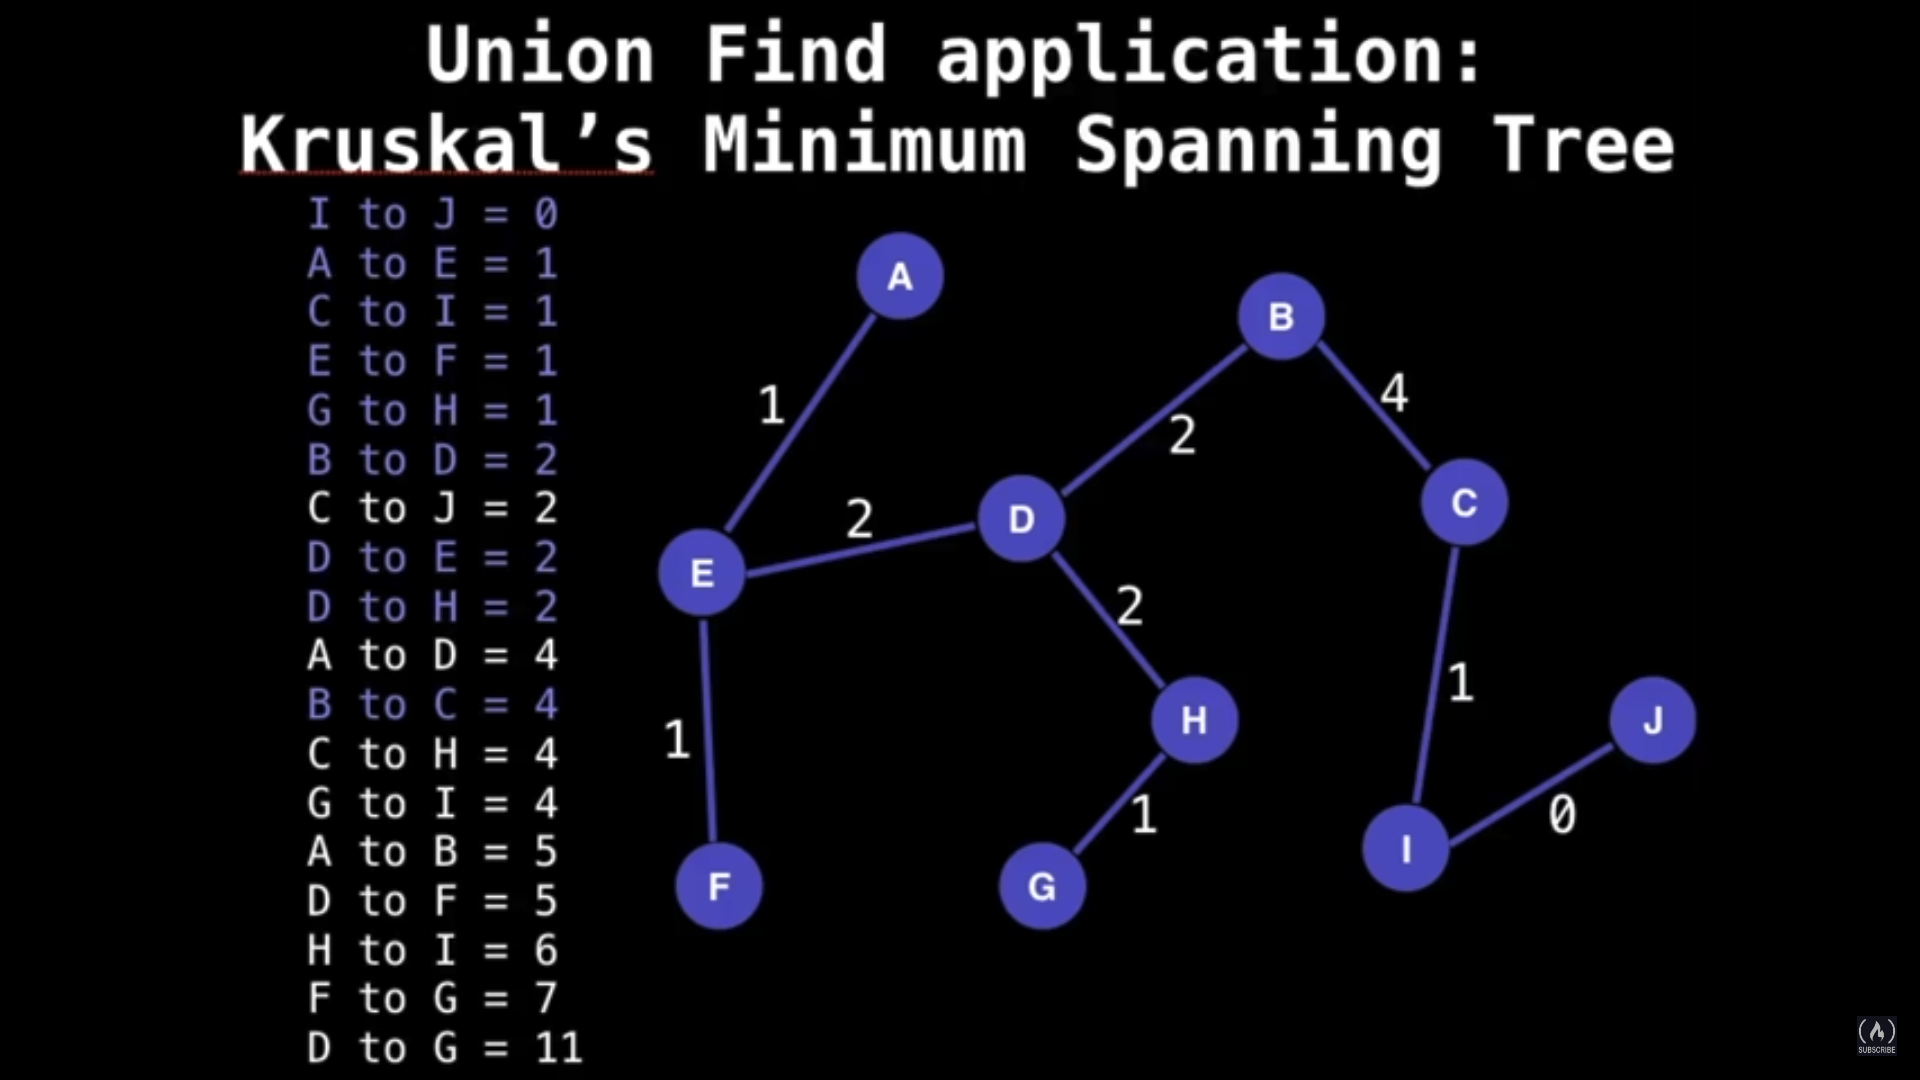 Union Find application:
Kruskal’s Minimum Spanning Tree
I to J = 0
A to E = 1
C to I = 1
E to F = 1
G to H = 1
B to D = 2
C to J = 2
D to E = 2
D to H = 2
A to D = 4
B to C = 4
C to H = 4
G to I = 4
A to B = 5
D to F = 5
H to I = 6
F to G = 7
D to G = 11
A
B
4
1
2
C
2
D
E
2
1
1
H
J
1
0
I
F
G
SUBSCRIBE